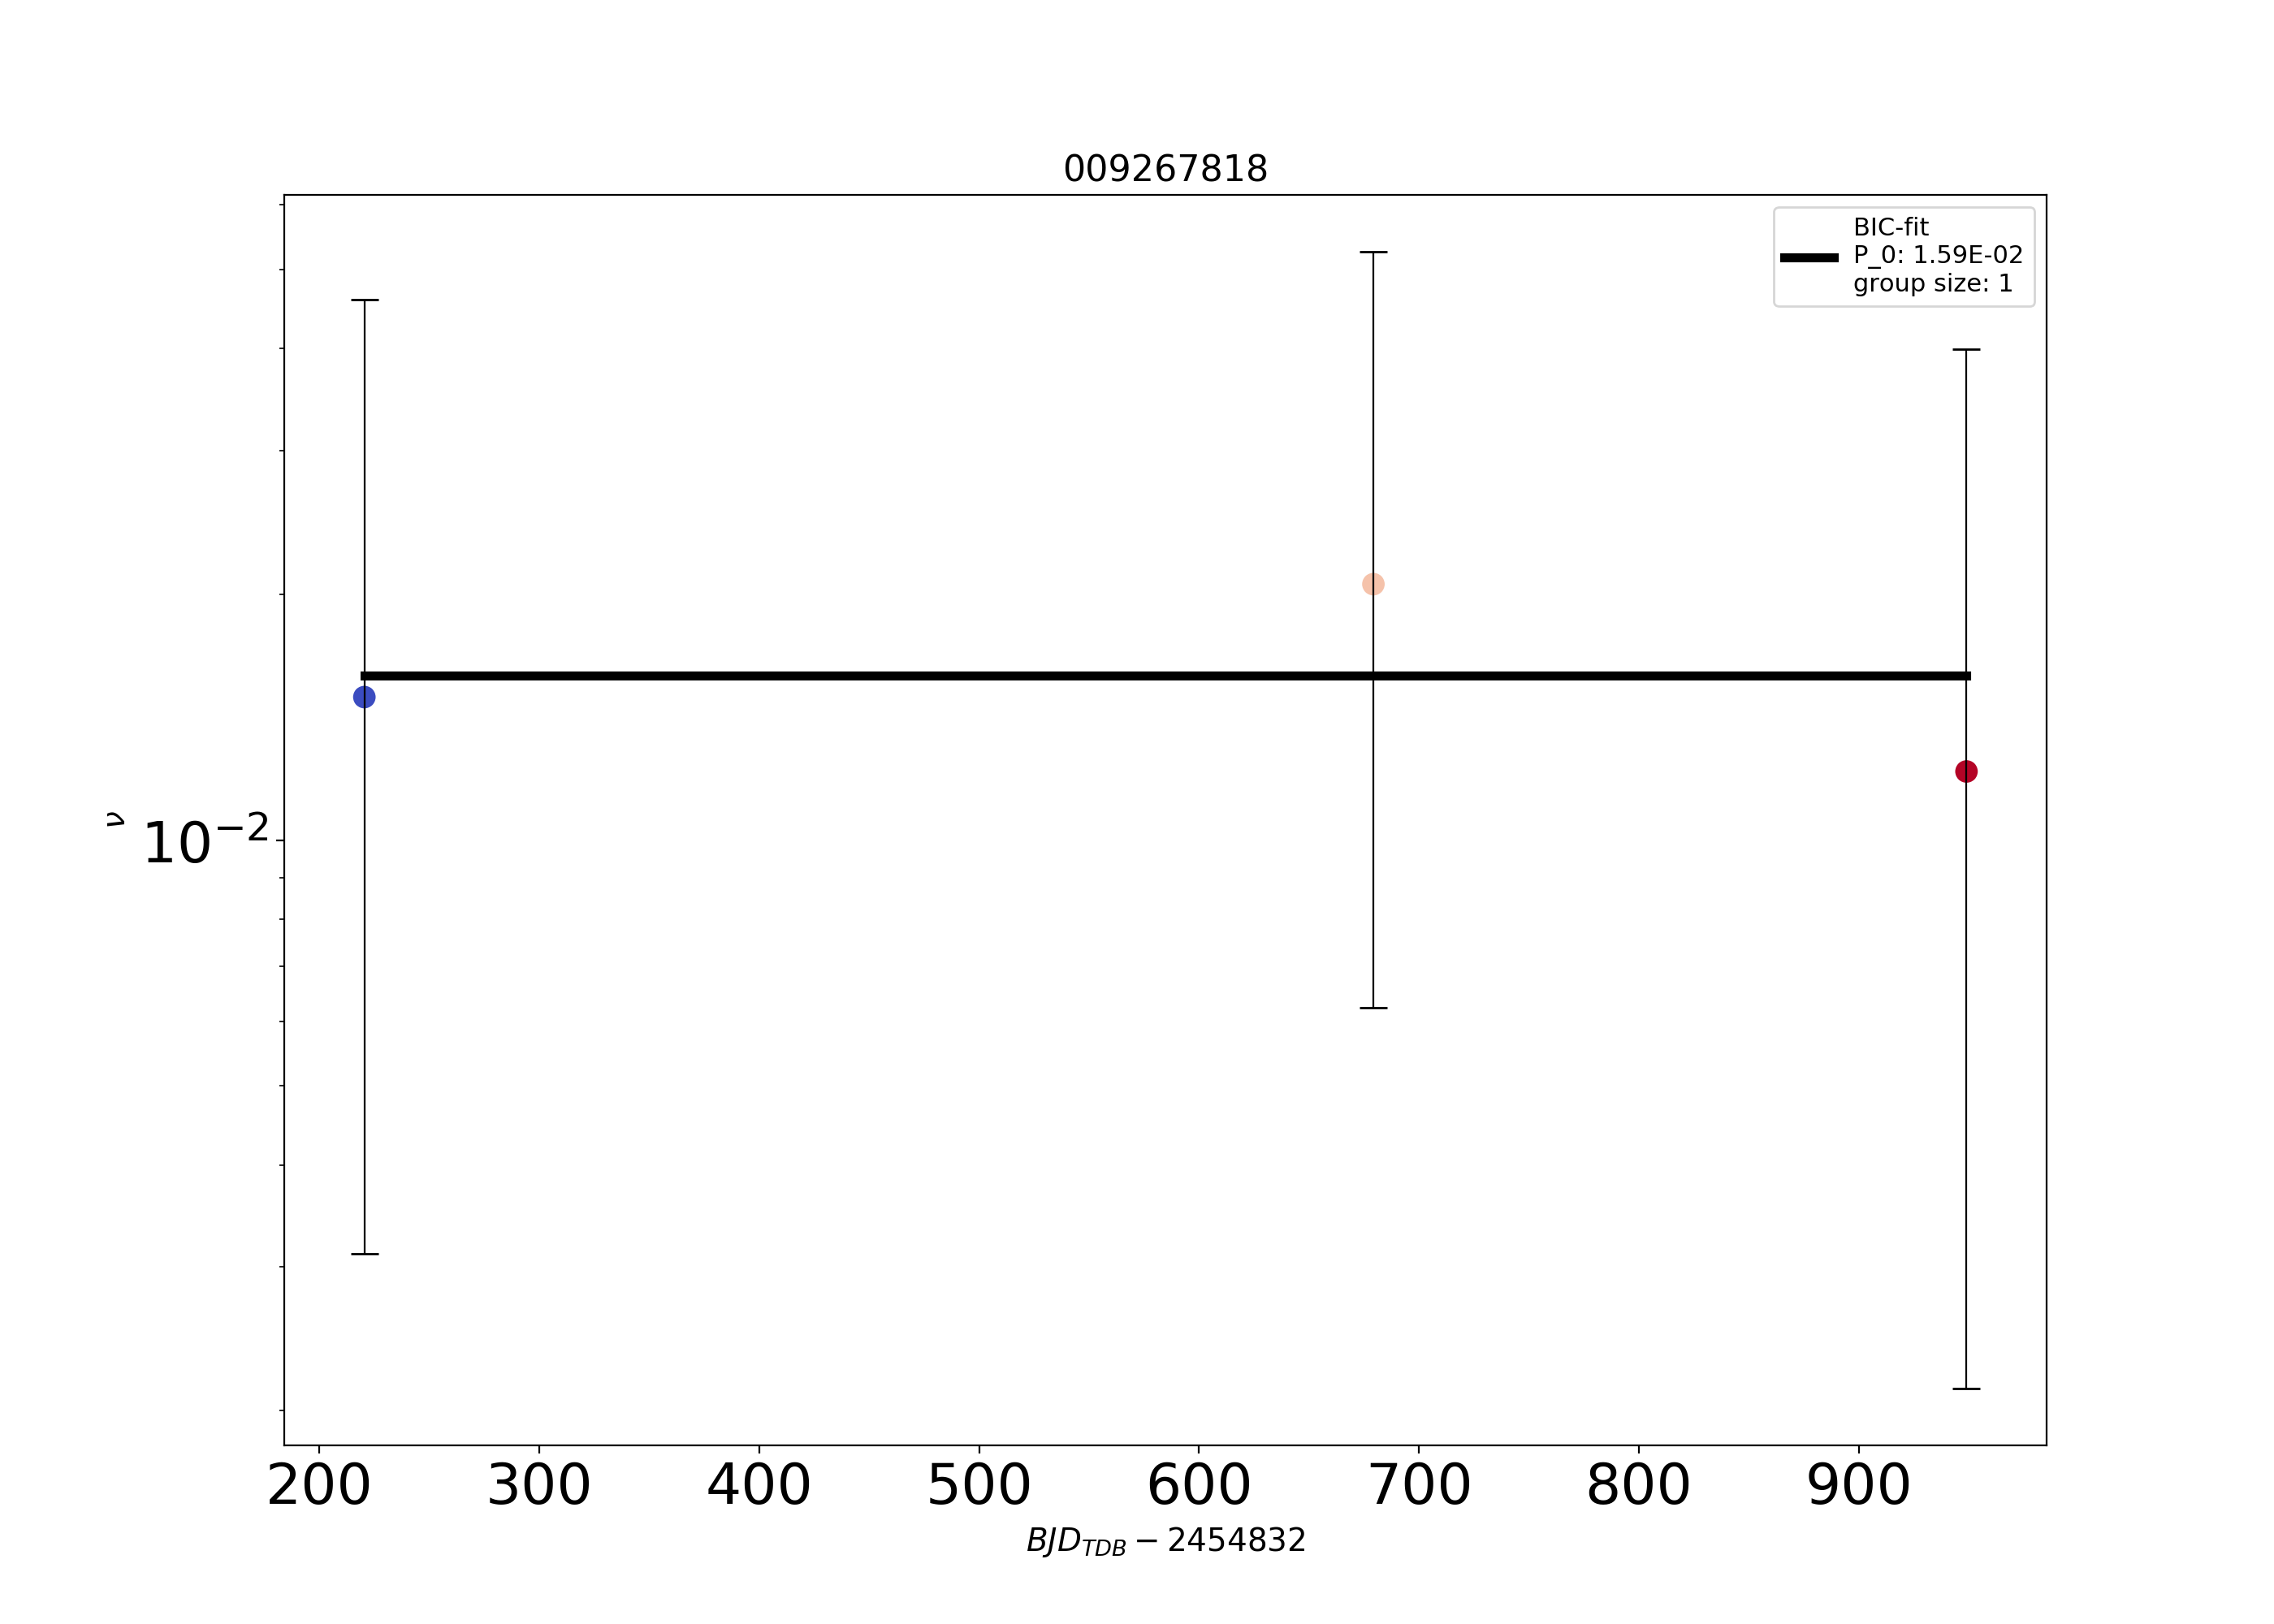 009267818
BIC-fit
P_0: 1.59E-02
group size: 1
ν
10⁻²
200 300 400 500 600 700 800 900
BJD_TDB − 2454832